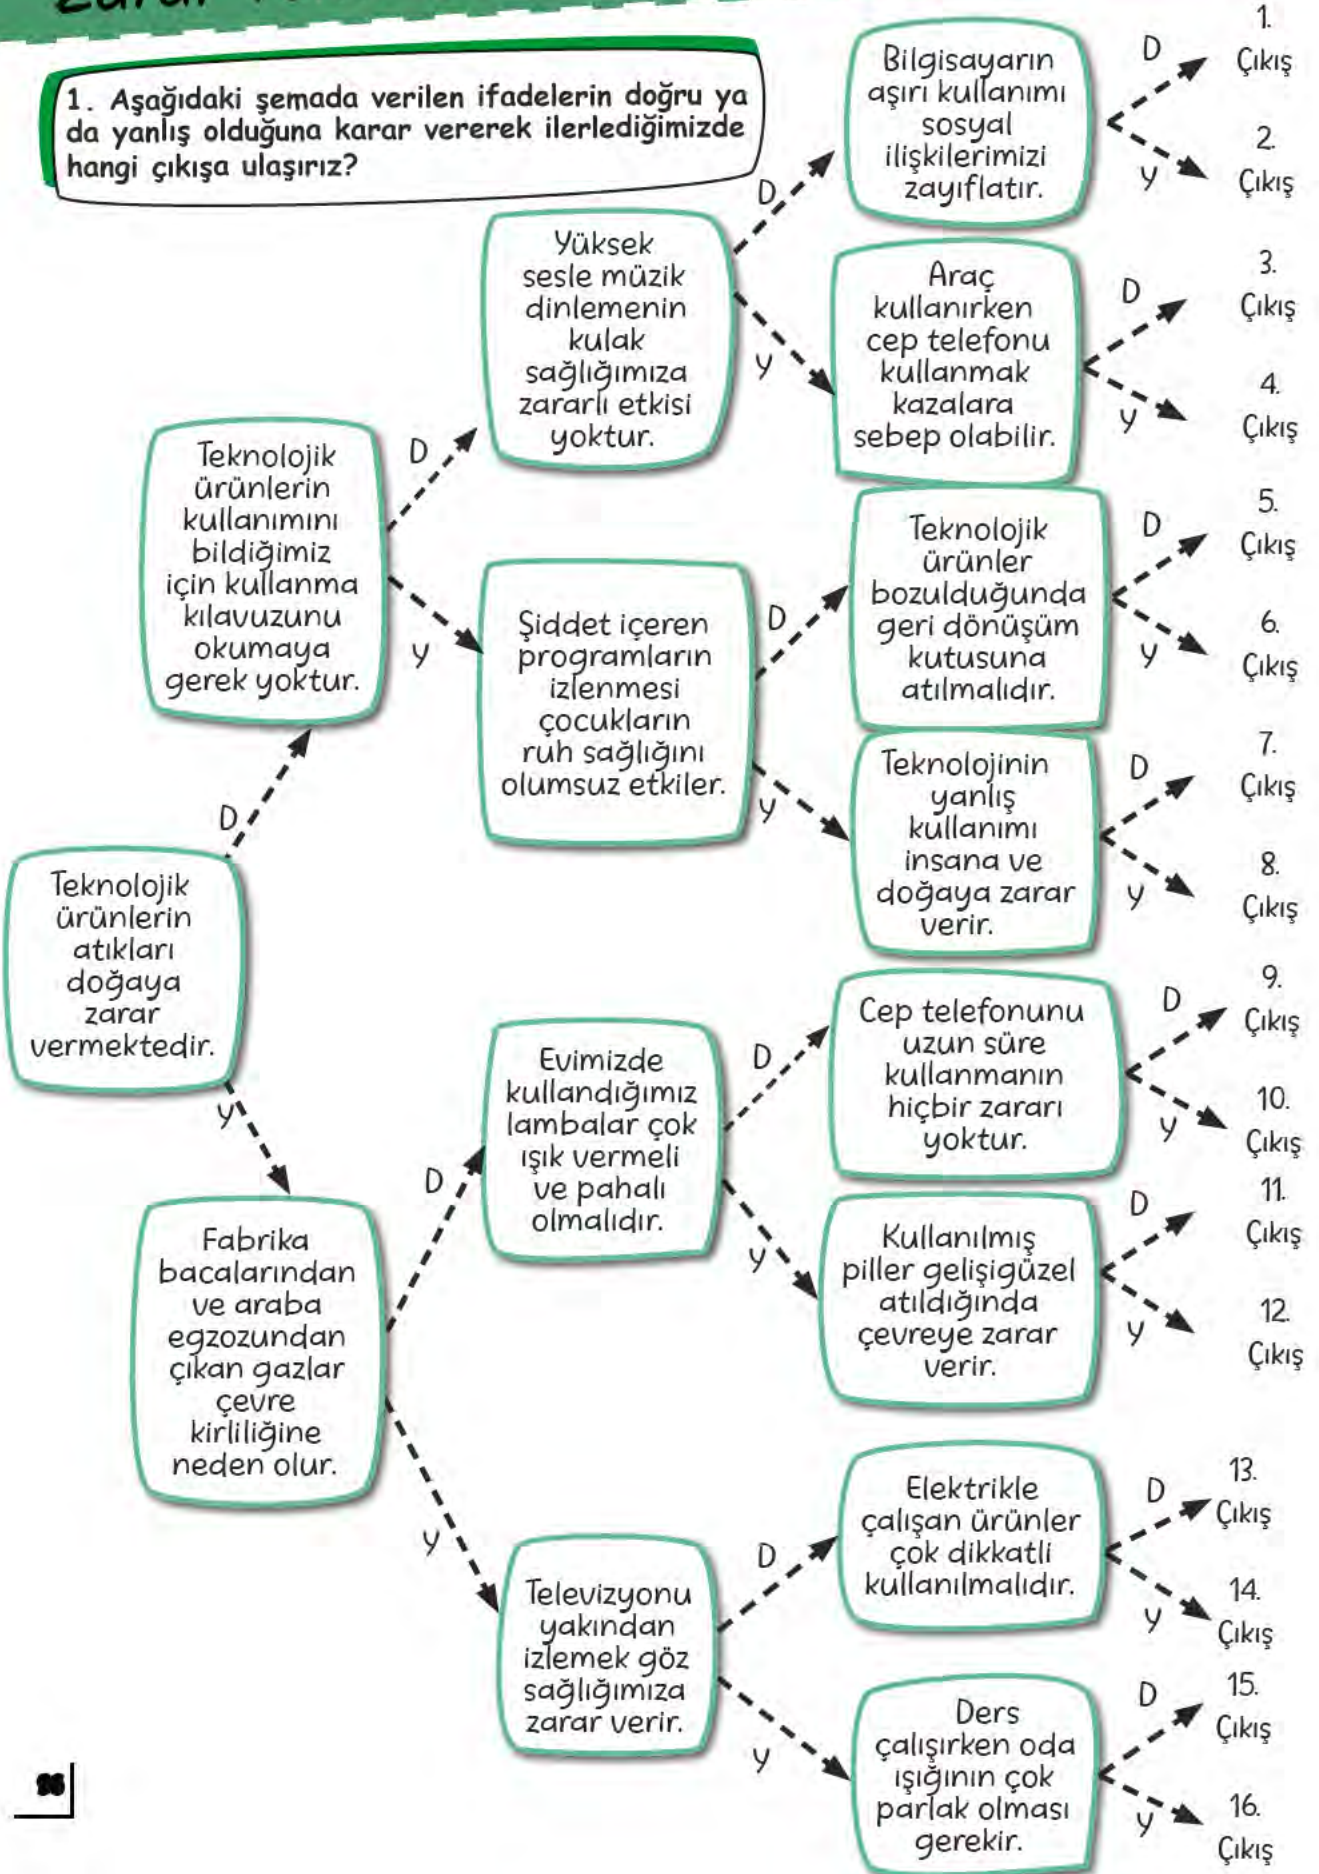 1. Aşağıdaki şemada verilen ifadelerin doğru ya
da yanlış olduğuna karar vererek ilerlediğimizde
hangi çıkışa ulaşırız?
Teknolojik
ürünlerin
atıkları
doğaya
zarar
vermektedir.
D
Y
Teknolojik
ürünlerin
kullanımını
bildiğimiz
için kullanma
kılavuzunu
okumaya
gerek yoktur.
D
Y
Fabrika
bacalarından
ve araba
egzozundan
çıkan gazlar
çevre
kirliliğine
neden olur.
D
Y
Yüksek
sesle müzik
dinlemenin
kulak
sağlığımıza
zararlı etkisi
yoktur.
D
Y
Şiddet içeren
programların
izlenmesi
çocukların
ruh sağlığını
olumsuz etkiler.
D
Y
Evimizde
kullandığımız
lambalar çok
ışık vermeli
ve pahalı
olmalıdır.
D
Y
Televizyonu
yakından
izlemek göz
sağlığımıza
zarar verir.
D
Y
Bilgisayarın
aşırı kullanımı
sosyal
ilişkilerimizi
zayıflatır.
D
1.
Çıkış
Y
2.
Çıkış
Araç
kullanırken
cep telefonu
kullanmak
kazalara
sebep olabilir.
D
3.
Çıkış
Y
4.
Çıkış
Teknolojik
ürünler
bozulduğunda
geri dönüşüm
kutusuna
atılmalıdır.
D
5.
Çıkış
Y
6.
Çıkış
Teknolojinin
yanlış
kullanımı
insana ve
doğaya zarar
verir.
D
7.
Çıkış
Y
8.
Çıkış
Cep telefonunu
uzun süre
kullanmanın
hiçbir zararı
yoktur.
D
9.
Çıkış
Y
10.
Çıkış
Kullanılmış
piller gelişigüzel
atıldığında
çevreye zarar
verir.
D
11.
Çıkış
Y
12.
Çıkış
Elektrikle
çalışan ürünler
çok dikkatli
kullanılmalıdır.
D
13.
Çıkış
Y
14.
Çıkış
Ders
çalışırken oda
ışığının çok
parlak olması
gerekir.
D
15.
Çıkış
Y
16.
Çıkış